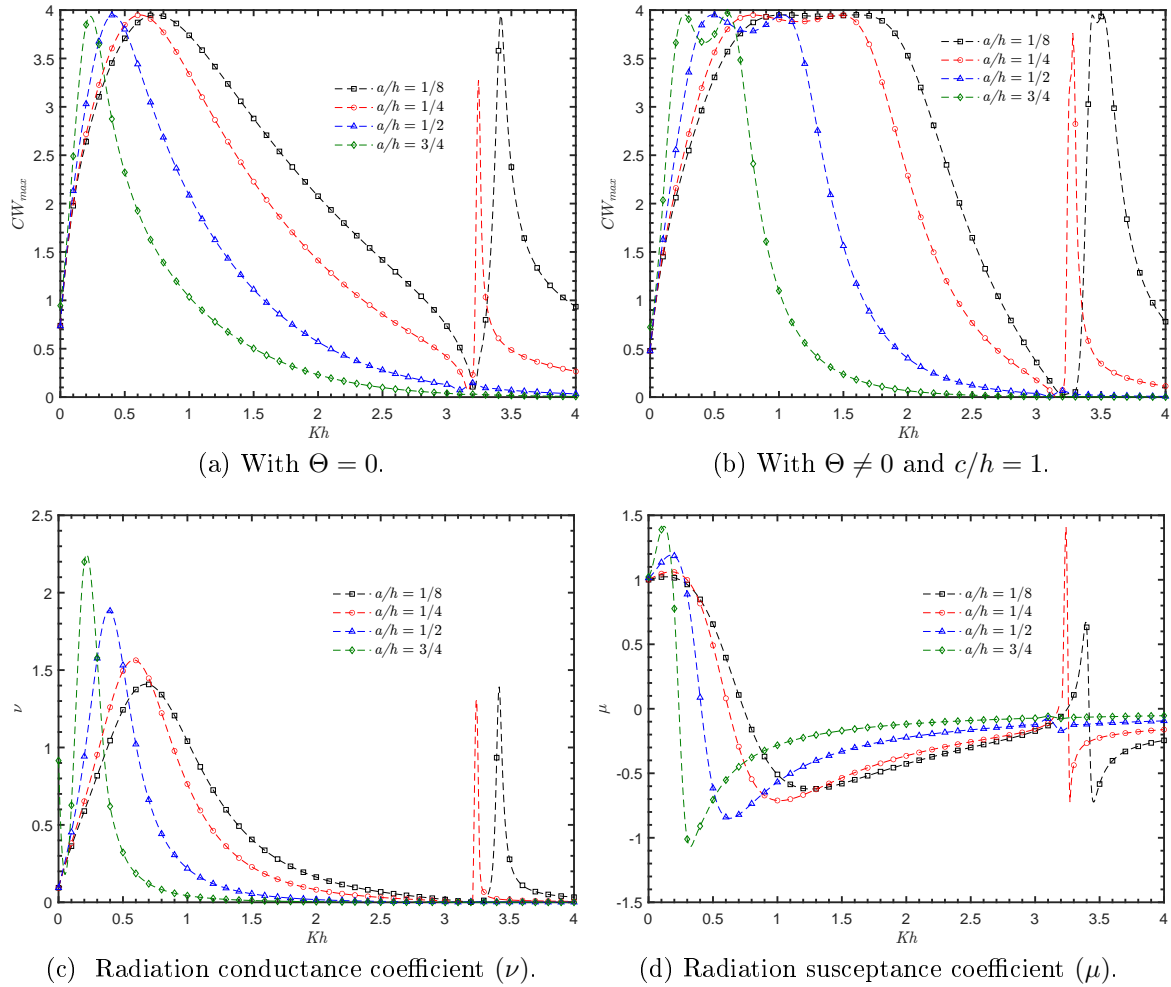 4
3.5
3
2.5
2
1.5
1
0.5
0
CW_max
0 0.5 1 1.5 2 2.5 3 3.5 4
Kh
a/h = 1/8
a/h = 1/4
a/h = 1/2
a/h = 3/4
(a) With Θ = 0.
4
3.5
3
2.5
2
1.5
1
0.5
0
CW_max
0 0.5 1 1.5 2 2.5 3 3.5 4
Kh
a/h = 1/8
a/h = 1/4
a/h = 1/2
a/h = 3/4
(b) With Θ ≠ 0 and c/h = 1.
2.5
2
1.5
1
0.5
0
ν
0 0.5 1 1.5 2 2.5 3 3.5 4
Kh
a/h = 1/8
a/h = 1/4
a/h = 1/2
a/h = 3/4
(c) Radiation conductance coefficient (ν).
1.5
1
0.5
0
-0.5
-1
-1.5
μ
0 0.5 1 1.5 2 2.5 3 3.5 4
Kh
a/h = 1/8
a/h = 1/4
a/h = 1/2
a/h = 3/4
(d) Radiation susceptance coefficient (μ).